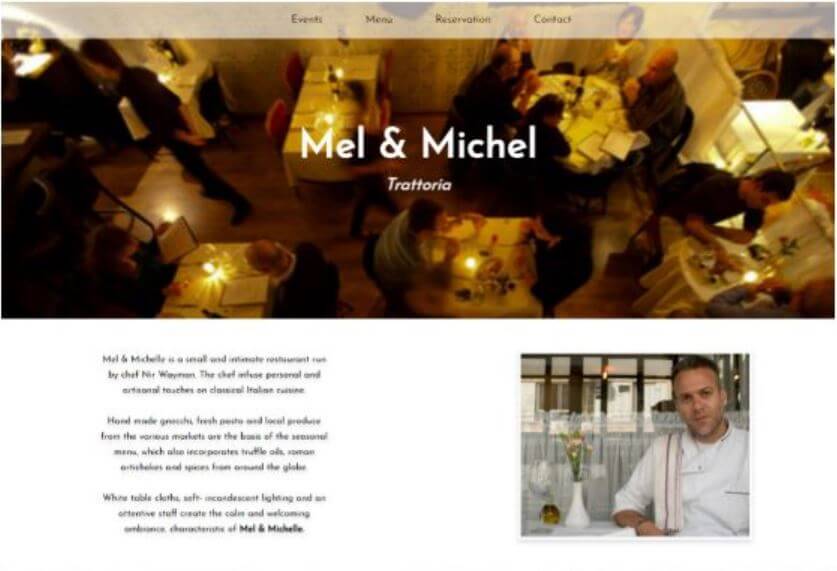 Events Menu Reservation Contact
Mel & Michel
Trattoria
Mel & Michelle is a small and intimate restaurant run
by chef Nir Wayman. The chef infuse personal and
artisanal touches on classical Italian cuisine.
Hand made gnocchi, fresh pasta and local produce
from the various markets are the basis of the seasonal
menu, which also incorporates truffle oils, roman
artichokes and spices from around the globe.
White table cloths, soft- incandescent lighting and an
attentive staff create the calm and welcoming
ambiance, characteristic of Mel & Michelle.